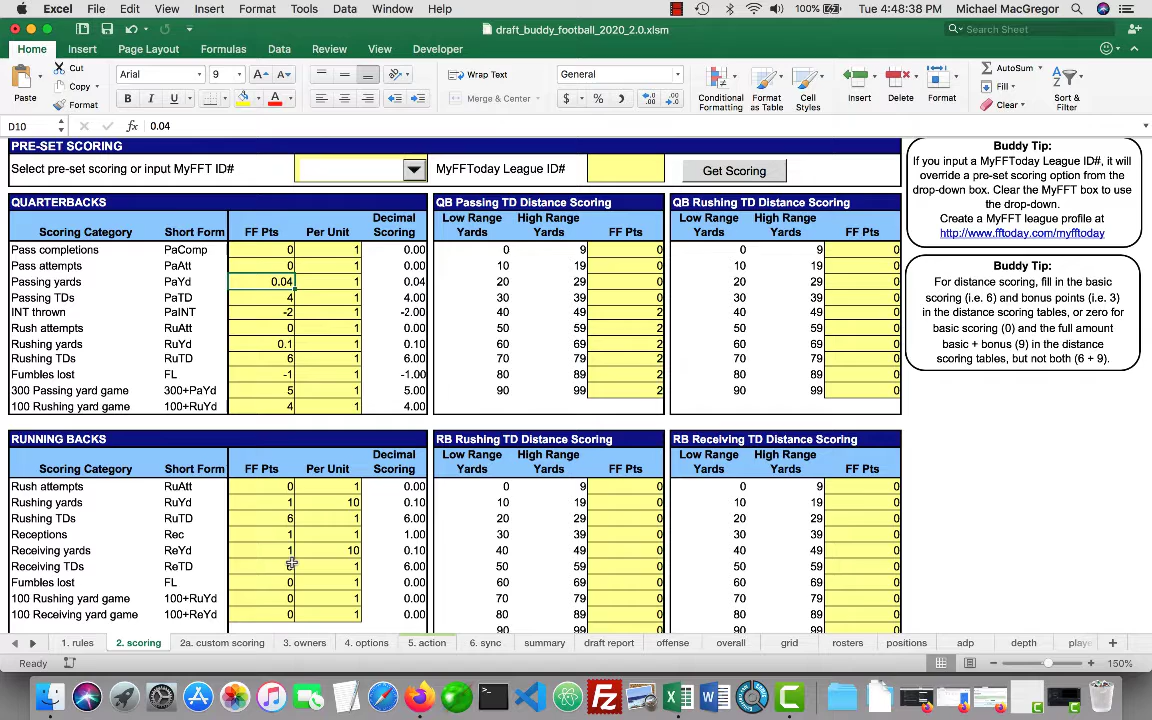 Excel File Edit View Insert Format Tools Data Window Help 100% Tue 4:48:38 PM Michael MacGregor
draft_buddy_football_2020_2.0.xlsm Search Sheet
Home Insert Page Layout Formulas Data Review View Developer
Cut Arial 9 Wrap Text General AutoSum
Copy Fill
Paste Format Merge & Center Conditional Formatting Format as Table Cell Styles Insert Delete Format Clear Sort & Filter
D10 fx 0.04
PRE-SET SCORING
Select pre-set scoring or input MyFFT ID# MyFFToday League ID# Get Scoring
Buddy Tip:
If you input a MyFFToday League ID#, it will
override a pre-set scoring option from the
drop-down box. Clear the MyFFT box to use
the drop-down.
Create a MyFFT league profile at
http://www.fftoday.com/myfftoday
Buddy Tip:
For distance scoring, fill in the basic
scoring (i.e. 6) and bonus points (i.e. 3)
in the distance scoring tables, or zero for
basic scoring (0) and the full amount
basic + bonus (9) in the distance
scoring tables, but not both (6 + 9).
QUARTERBACKS
Scoring Category Short Form FF Pts Per Unit Decimal Scoring
Pass completions PaComp 0 1 0.00
Pass attempts PaAtt 0 1 0.00
Passing yards PaYd 0.04 1 0.04
Passing TDs PaTD 4 1 4.00
INT thrown PaINT -2 1 -2.00
Rush attempts RuAtt 0 1 0.00
Rushing yards RuYd 0.1 1 0.10
Rushing TDs RuTD 6 1 6.00
Fumbles lost FL -1 1 -1.00
300 Passing yard game 300+PaYd 5 1 5.00
100 Rushing yard game 100+RuYd 4 1 4.00
QB Passing TD Distance Scoring
Low Range Yards High Range Yards FF Pts
0 9 0
10 19 0
20 29 0
30 39 0
40 49 2
50 59 2
60 69 2
70 79 2
80 89 2
90 99 2
QB Rushing TD Distance Scoring
Low Range Yards High Range Yards FF Pts
0 9 0
10 19 0
20 29 0
30 39 0
40 49 0
50 59 0
60 69 0
70 79 0
80 89 0
90 99 0
RUNNING BACKS
Scoring Category Short Form FF Pts Per Unit Decimal Scoring
Rush attempts RuAtt 0 1 0.00
Rushing yards RuYd 1 10 0.10
Rushing TDs RuTD 6 1 6.00
Receptions Rec 1 1 1.00
Receiving yards ReYd 1 10 0.10
Receiving TDs ReTD 1 6.00
Fumbles lost FL 0 1 0.00
100 Rushing yard game 100+RuYd 0 1 0.00
100 Receiving yard game 100+ReYd 0 1 0.00
RB Rushing TD Distance Scoring
Low Range Yards High Range Yards FF Pts
0 9 0
10 19 0
20 29 0
30 39 0
40 49 0
50 59 0
60 69 0
70 79 0
80 89 0
90 99 0
RB Receiving TD Distance Scoring
Low Range Yards High Range Yards FF Pts
0 9 0
10 19 0
20 29 0
30 39 0
40 49 0
50 59 0
60 69 0
70 79 0
80 89 0
90 99 0
1. rules 2. scoring 2a. custom scoring 3. owners 4. options 5. action 6. sync summary draft report offense overall grid rosters positions adp depth playe
Ready 150%